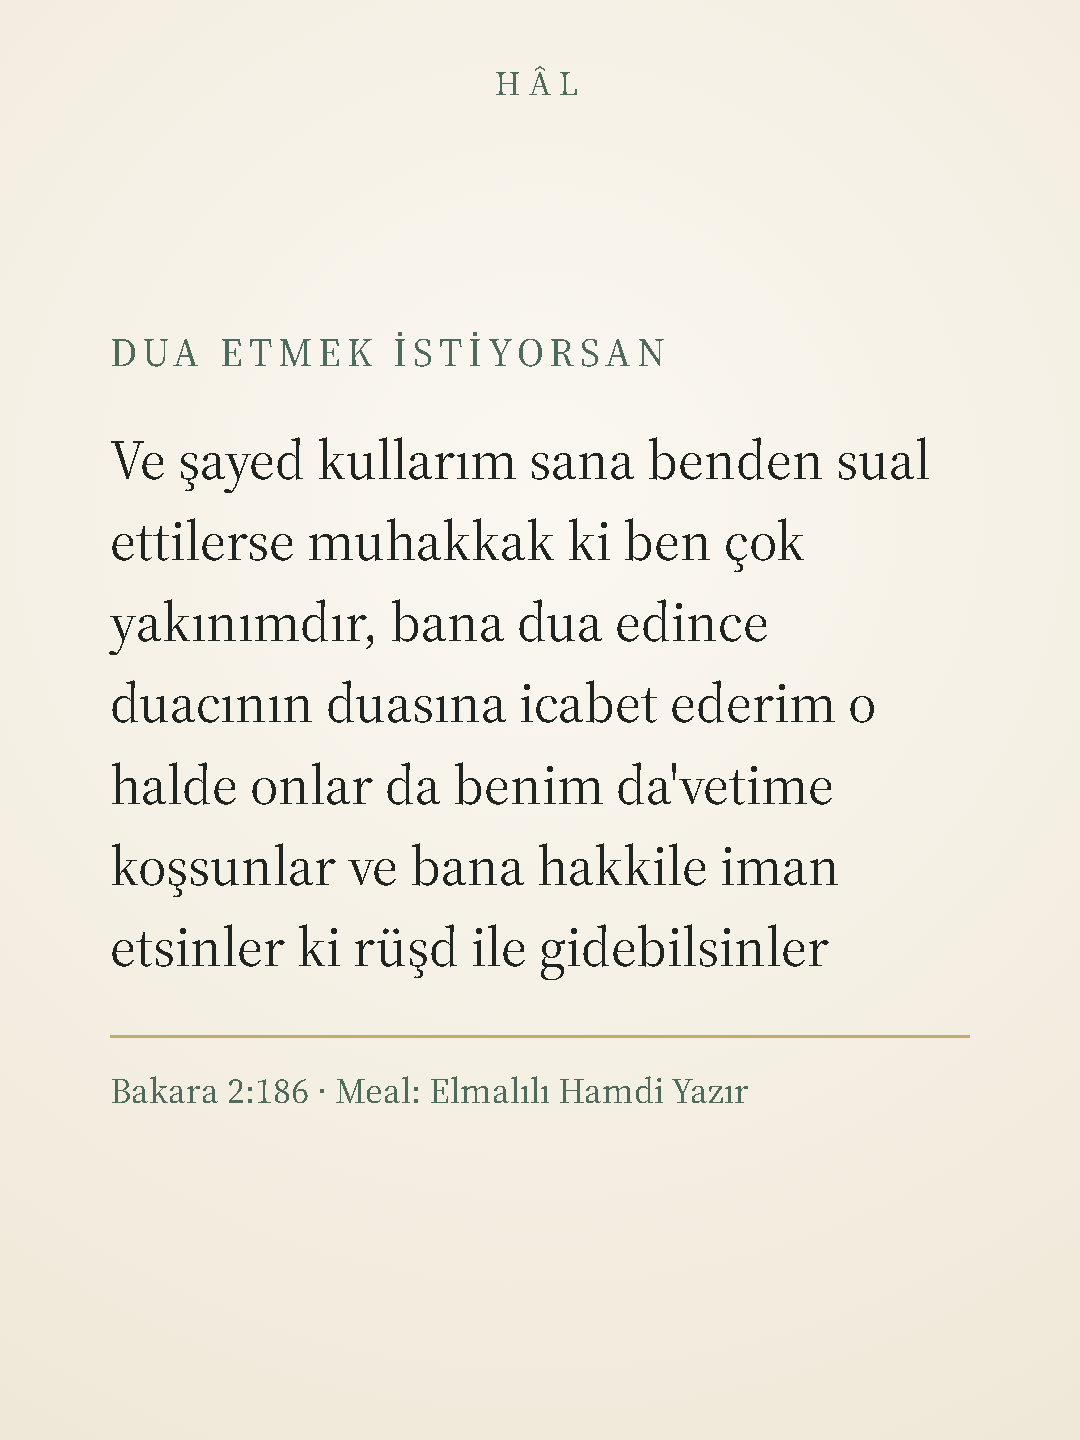 HÂL
DUA ETMEK İSTİYORSAN
Ve şayed kullarım sana benden sual
ettilerse muhakkak ki ben çok
yakınımdır, bana dua edince
duacının duasına icabet ederim o
halde onlar da benim da'vetime
koşsunlar ve bana hakkile iman
etsinler ki rüşd ile gidebilsinler
Bakara 2:186 · Meal: Elmalılı Hamdi Yazır